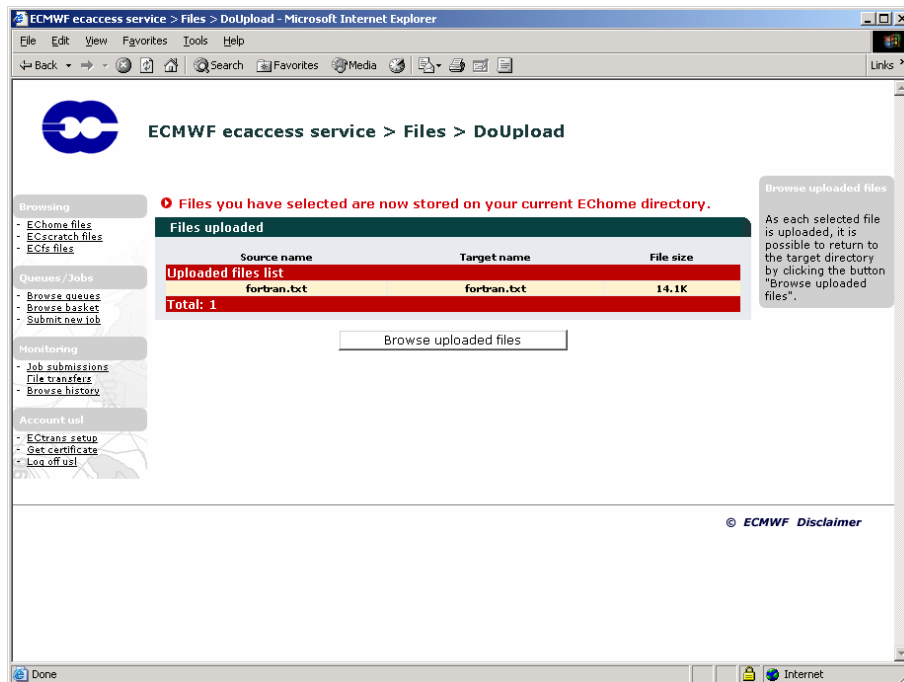 ECMWF ecaccess service > Files > DoUpload - Microsoft Internet Explorer
File Edit View Favorites Tools Help
Back Search Favorites Media Links
ECMWF ecaccess service > Files > DoUpload
Browsing
- EChome files
- ECscratch files
- ECfs files
Queues/Jobs
- Browse queues
- Browse basket
- Submit new job
Monitoring
- Job submissions
File transfers
- Browse history
Account usl
- ECtrans setup
- Get certificate
- Log off usl
Files you have selected are now stored on your current EChome directory.
Files uploaded
Source name Target name File size
Uploaded files list
fortran.txt fortran.txt 14.1K
Total: 1
Browse uploaded files
Browse uploaded files
As each selected file
is uploaded, it is
possible to return to
the target directory
by clicking the button
"Browse uploaded
files".
© ECMWF Disclaimer
Done Internet